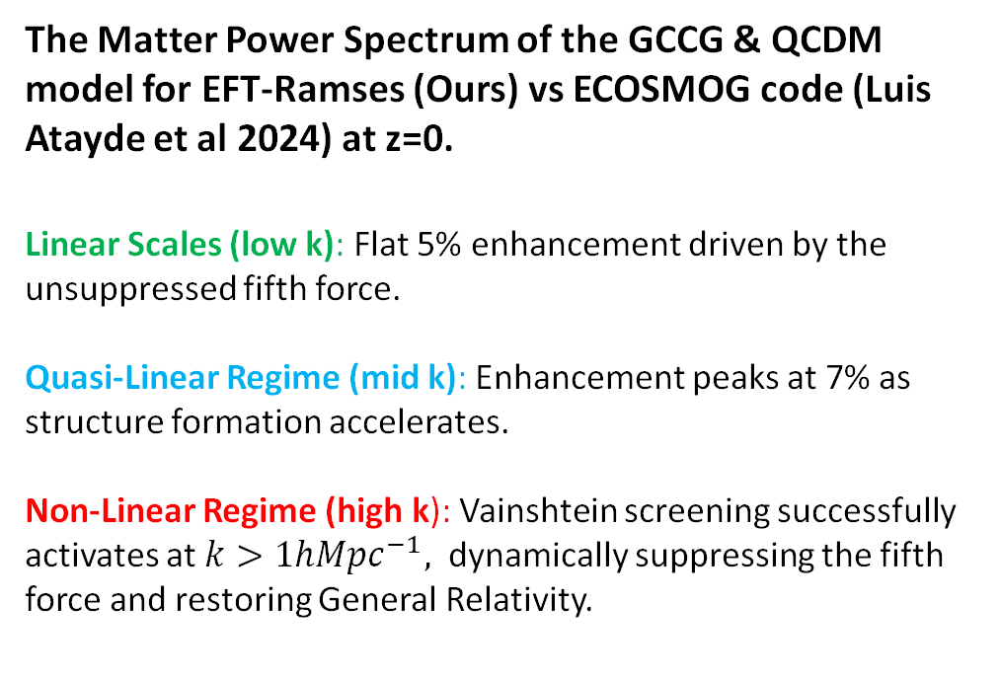 The Matter Power Spectrum of the GCCG & QCDM
model for EFT-Ramses (Ours) vs ECOSMOG code (Luis
Atayde et al 2024) at z=0.
Linear Scales (low k): Flat 5% enhancement driven by the
unsuppressed fifth force.
Quasi-Linear Regime (mid k): Enhancement peaks at 7% as
structure formation accelerates.
Non-Linear Regime (high k): Vainshtein screening successfully
activates at k > 1hMpc⁻¹, dynamically suppressing the fifth
force and restoring General Relativity.